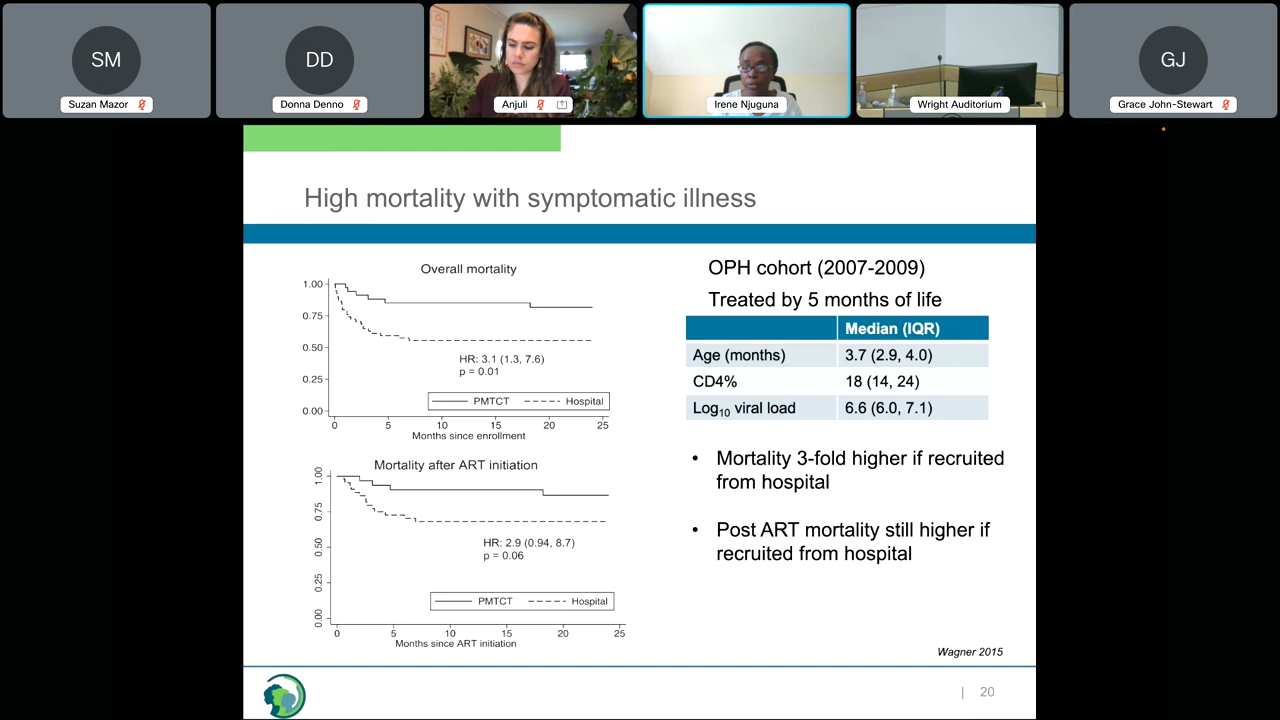 SM
DD
GJ
Suzan Mazor
Donna Denno
Anjuli
Irene Njuguna
Wright Auditorium
Grace John-Stewart
High mortality with symptomatic illness
Overall mortality
1.00
0.75
0.50
0.25
0.00
HR: 3.1 (1.3, 7.6)
p = 0.01
PMTCT Hospital
0 5 10 15 20 25
Months since enrollment
Mortality after ART initiation
1.00
0.75
0.50
0.25
0.00
HR: 2.9 (0.94, 8.7)
p = 0.06
PMTCT Hospital
0 5 10 15 20 25
Months since ART initiation
OPH cohort (2007-2009)
Treated by 5 months of life
Median (IQR)
Age (months) 3.7 (2.9, 4.0)
CD4% 18 (14, 24)
Log10 viral load 6.6 (6.0, 7.1)
• Mortality 3-fold higher if recruited
from hospital
• Post ART mortality still higher if
recruited from hospital
Wagner 2015
| 20